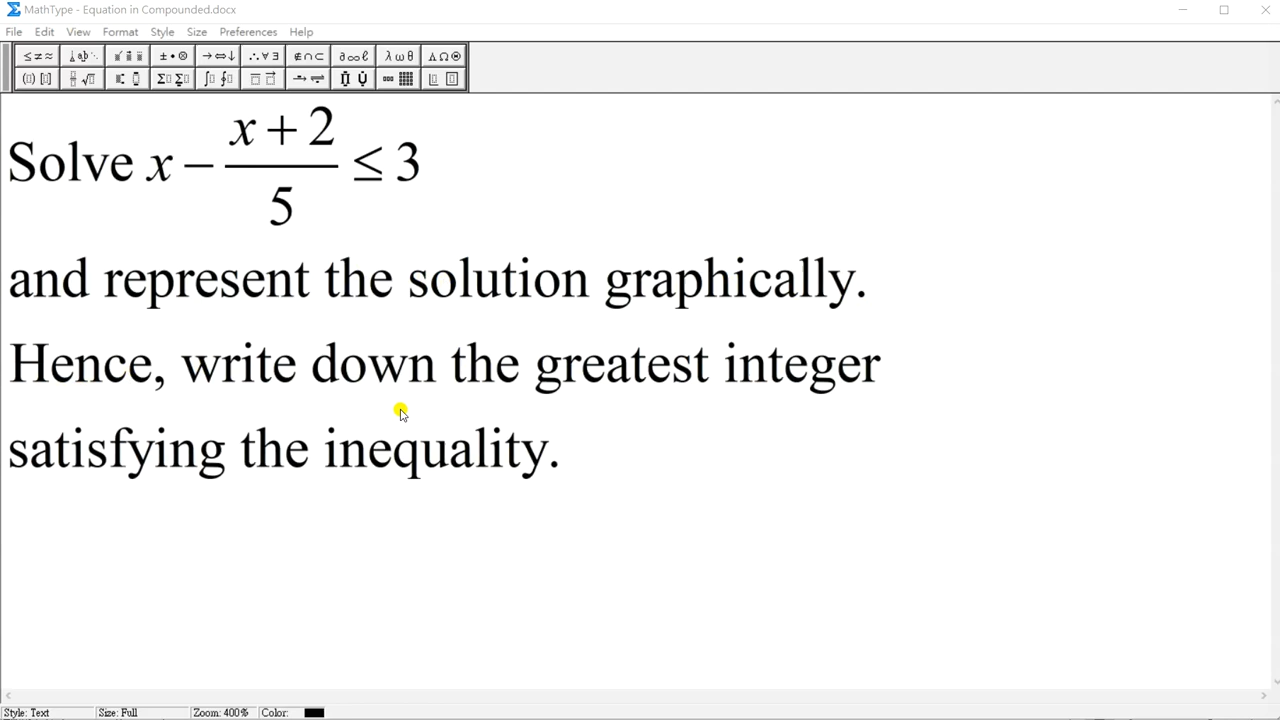 MathType - Equation in Compounded.docx
File Edit View Format Style Size Preferences Help
≤≠≈ ∙•⊗ →⇔↓ ∴∀∃ ∉∩⊂ ∂∞ℓ λωθ ΛΩ⊛
Solve x − (x + 2)/5 ≤ 3
and represent the solution graphically.
Hence, write down the greatest integer
satisfying the inequality.
Style: Text Size: Full Zoom: 400% Color: